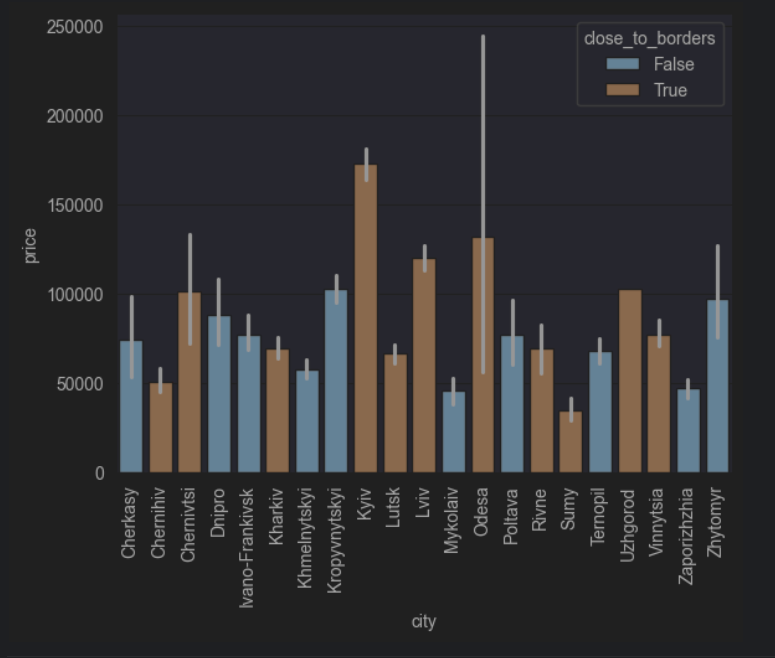 250000
200000
150000
100000
50000
0
price
close_to_borders
False
True
Cherkasy
Chernihiv
Chernivtsi
Dnipro
Ivano-Frankivsk
Kharkiv
Khmelnytskyi
Kropyvnytskyi
Kyiv
Lutsk
Lviv
Mykolaiv
Odesa
Poltava
Rivne
Sumy
Ternopil
Uzhgorod
Vinnytsia
Zaporizhzhia
Zhytomyr
city